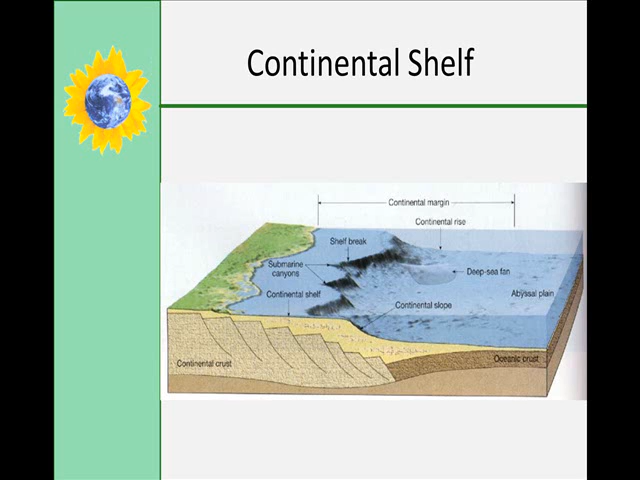 Continental Shelf
Continental margin
Continental rise
Shelf break
Submarine
canyons
Deep-sea fan
Continental shelf
Abyssal plain
Continental slope
Continental crust
Oceanic crust